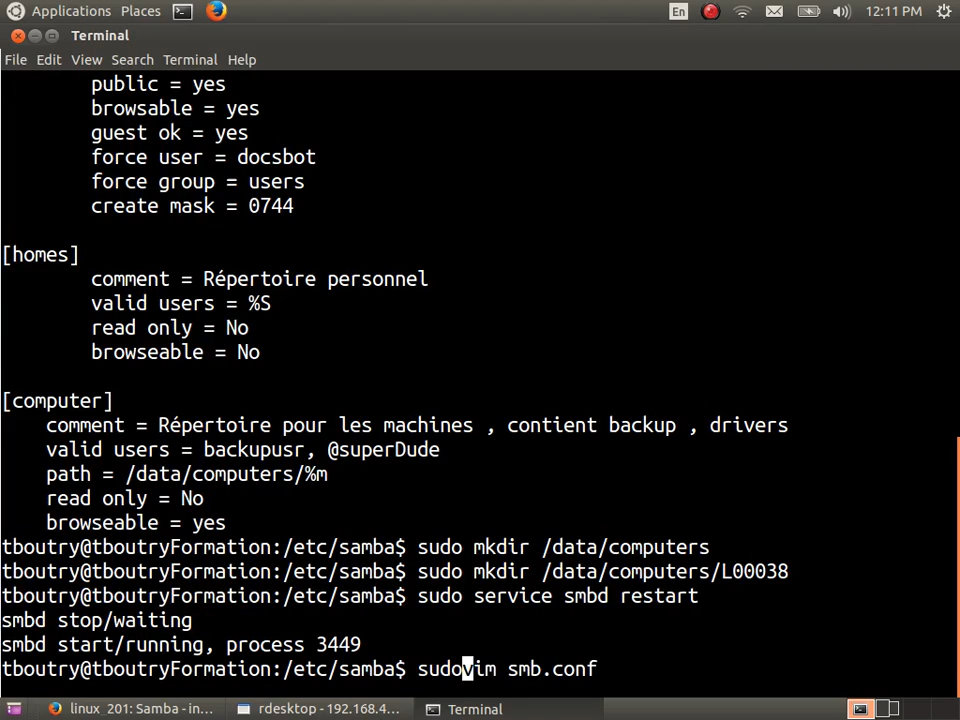 Applications Places En 12:11 PM
Terminal
File Edit View Search Terminal Help
public = yes
browsable = yes
guest ok = yes
force user = docsbot
force group = users
create mask = 0744
[homes]
comment = Répertoire personnel
valid users = %S
read only = No
browseable = No
[computer]
comment = Répertoire pour les machines , contient backup , drivers
valid users = backupusr, @superDude
path = /data/computers/%m
read only = No
browseable = yes
tboutry@tboutryFormation:/etc/samba$ sudo mkdir /data/computers
tboutry@tboutryFormation:/etc/samba$ sudo mkdir /data/computers/L00038
tboutry@tboutryFormation:/etc/samba$ sudo service smbd restart
smbd stop/waiting
smbd start/running, process 3449
tboutry@tboutryFormation:/etc/samba$ sudovim smb.conf
linux_201: Samba - in... rdesktop - 192.168.4... Terminal